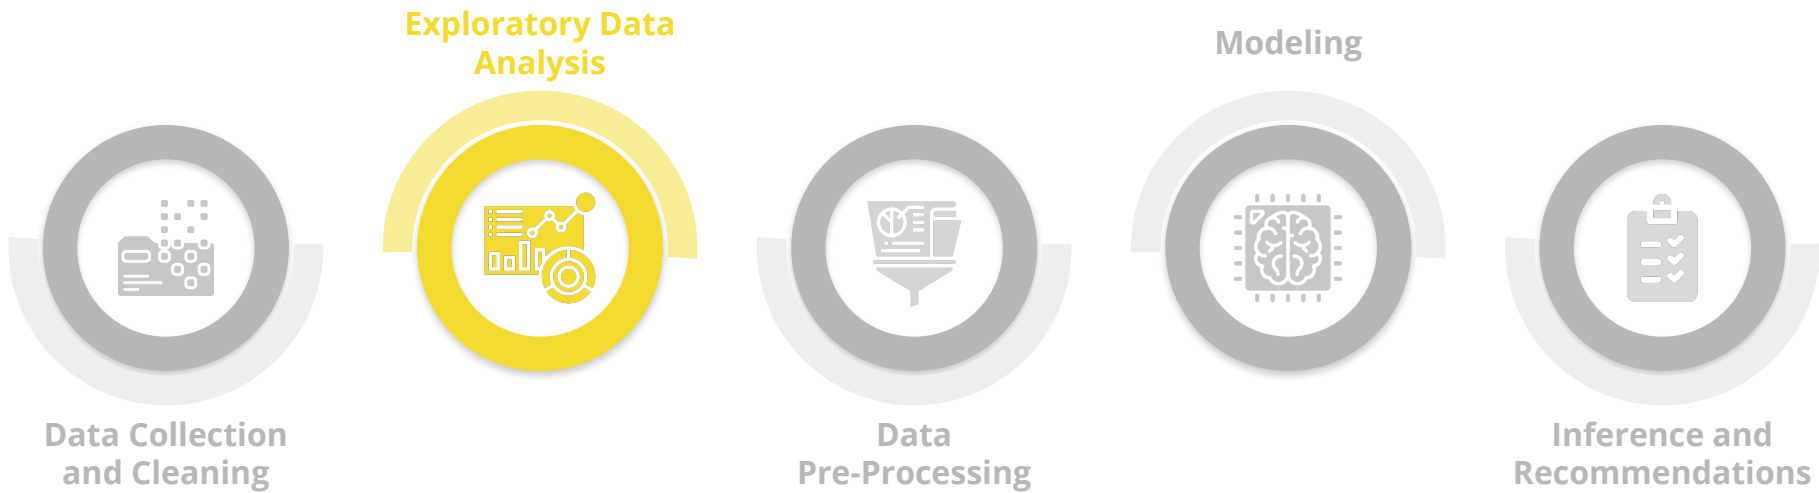 Exploratory Data
Analysis
Modeling
Data Collection
and Cleaning
Data
Pre-Processing
Inference and
Recommendations